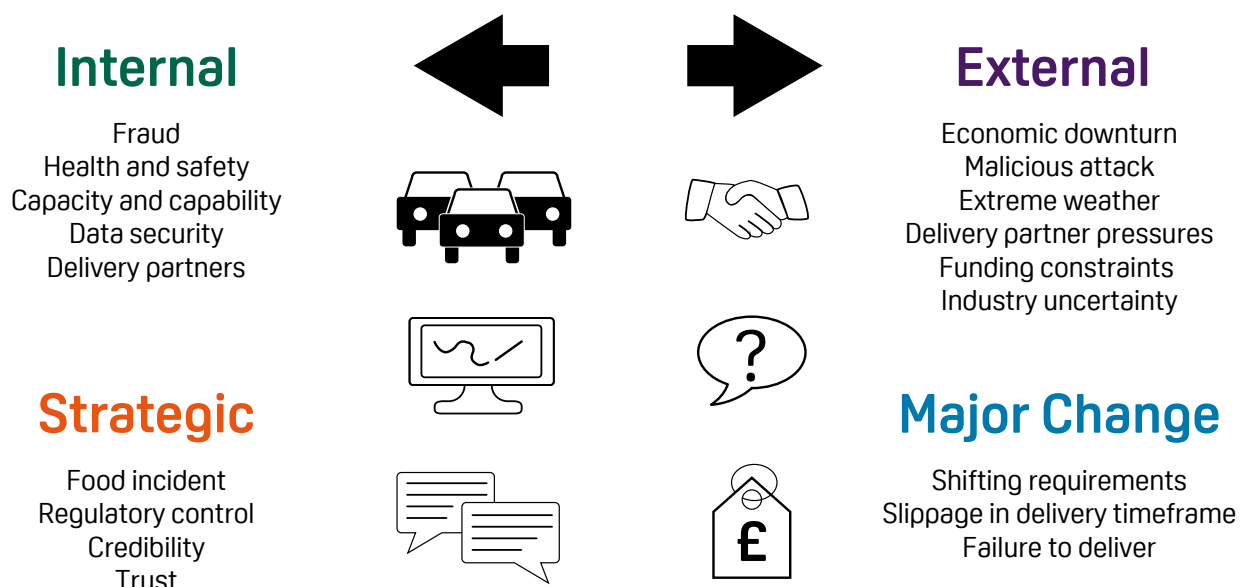 Internal
Fraud
Health and safety
Capacity and capability
Data security
Delivery partners
External
Economic downturn
Malicious attack
Extreme weather
Delivery partner pressures
Funding constraints
Industry uncertainty
?
Strategic
Food incident
Regulatory control
Credibility
Trust
£
Major Change
Shifting requirements
Slippage in delivery timeframe
Failure to deliver